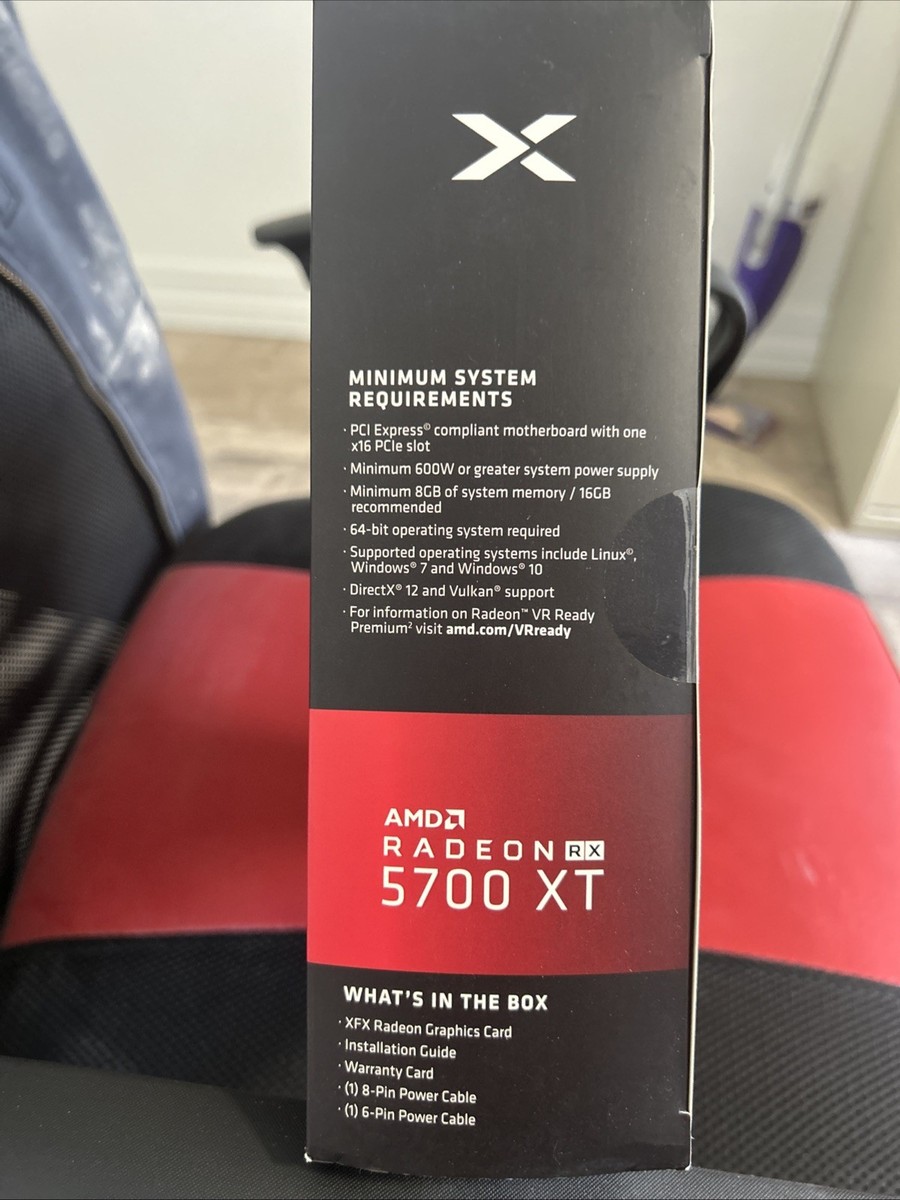 MINIMUM SYSTEM
REQUIREMENTS
· PCI Express® compliant motherboard with one
x16 PCIe slot
· Minimum 600W or greater system power supply
· Minimum 8GB of system memory / 16GB
recommended
· 64-bit operating system required
· Supported operating systems include Linux®,
Windows® 7 and Windows® 10
· DirectX® 12 and Vulkan® support
· For information on Radeon™ VR Ready
Premium² visit amd.com/VRready
AMD
RADEON RX
5700 XT
WHAT'S IN THE BOX
· XFX Radeon Graphics Card
· Installation Guide
· Warranty Card
· (1) 8-Pin Power Cable
· (1) 6-Pin Power Cable